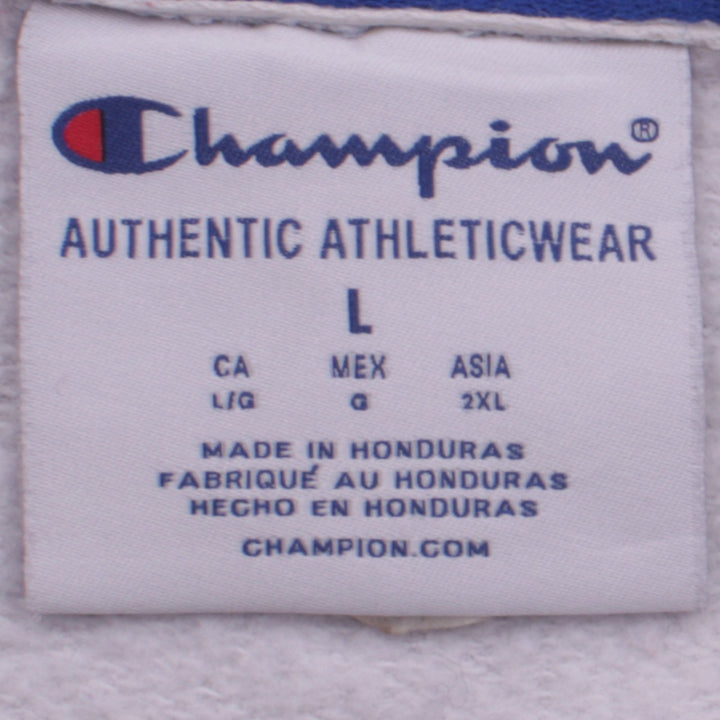 Champion®
AUTHENTIC ATHLETICWEAR
L
CA MEX ASIA
L/G G 2XL
MADE IN HONDURAS
FABRIQUÉ AU HONDURAS
HECHO EN HONDURAS
CHAMPION.COM